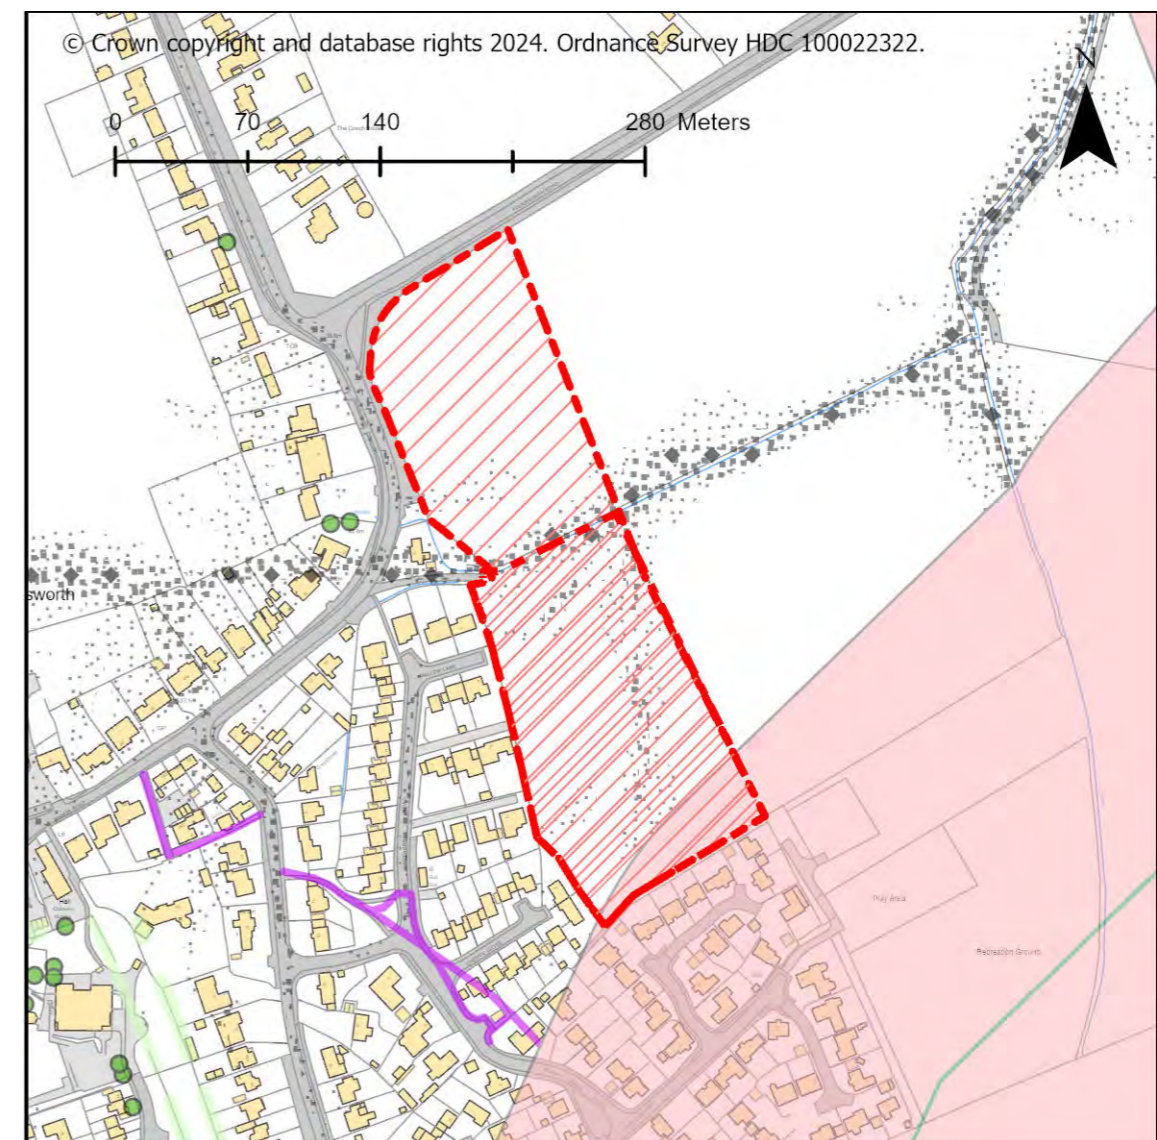 © Crown copyright and database rights 2024. Ordnance Survey HDC 100022322.
N
0 70 140 280 Meters
sworth
Hall
Play Area
Recreation Ground